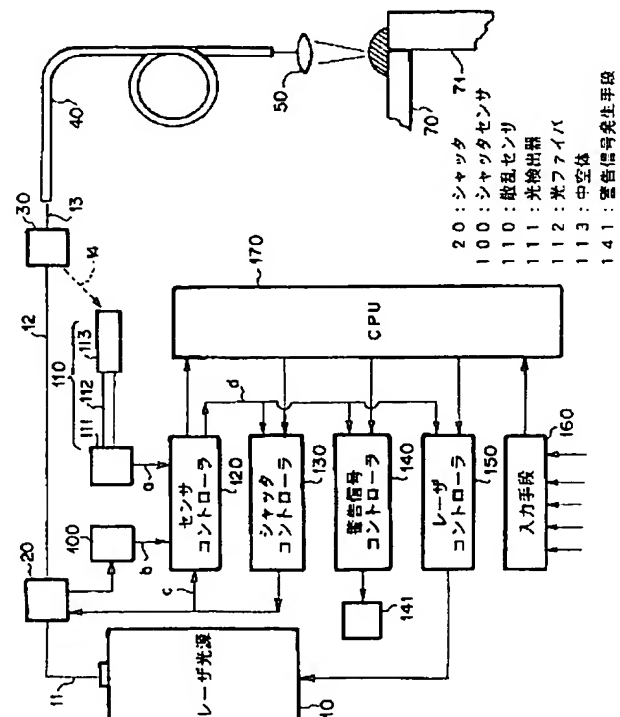 40
50
70
71
30
13
14
12
110
111
112
113
a
20
100
b
c
d
11
レーザ光源
10
センサ
コントローラ
120
シャッタ
コントローラ
130
警告信号
コントローラ
140
141
レーザ
コントローラ
150
入力手段
160
CPU
170
20:シャッタ
100:シャッタセンサ
110:散乱センサ
111:光検出器
112:光ファイバ
113:中空体
141:警告信号発生手段